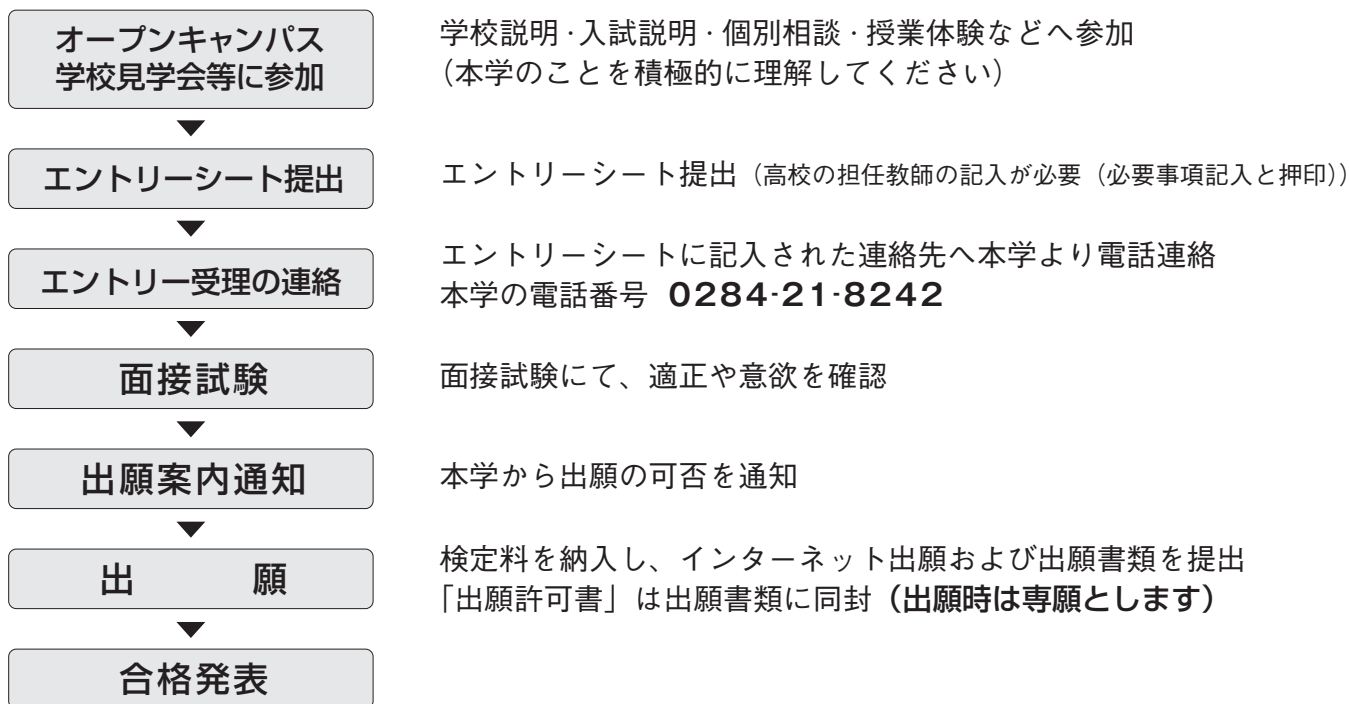 オープンキャンパス
学校見学会等に参加
学校説明・入試説明・個別相談・授業体験などへ参加
（本学のことを積極的に理解してください）
エントリーシート提出
エントリーシート提出（高校の担任教師の記入が必要（必要事項記入と押印））
エントリー受理の連絡
エントリーシートに記入された連絡先へ本学より電話連絡
本学の電話番号 0284-21-8242
面接試験
面接試験にて、適正や意欲を確認
出願案内通知
本学から出願の可否を通知
出　　願
検定料を納入し、インターネット出願および出願書類を提出
「出願許可書」は出願書類に同封（出願時は専願とします）
合格発表